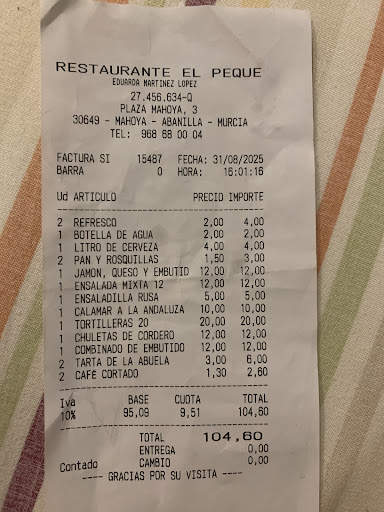 RESTAURANTE EL PEQUE
EDUARDA MARTINEZ LOPEZ
27.456.634-Q
PLAZA MAHOYA, 3
30649 - MAHOYA - ABANILLA - MURCIA
TEL: 968 68 00 04
FACTURA SI 15487 FECHA: 31/08/2025
BARRA 0 HORA: 16:01:16
Ud ARTICULO PRECIO IMPORTE
2 REFRESCO 2,00 4,00
1 BOTELLA DE AGUA 2,00 2,00
1 LITRO DE CERVEZA 4,00 4,00
2 PAN Y ROSQUILLAS 1,50 3,00
1 JAMON, QUESO Y EMBUTID 12,00 12,00
1 ENSALADA MIXTA 12 12,00 12,00
1 ENSALADILLA RUSA 5,00 5,00
1 CALAMAR A LA ANDALUZA 10,00 10,00
1 TORTILLERAS 20 20,00 20,00
1 CHULETAS DE CORDERO 12,00 12,00
1 COMBINADO DE EMBUTIDO 12,00 12,00
2 TARTA DE LA ABUELA 3,00 6,00
2 CAFÉ CORTADO 1,30 2,60
Iva BASE CUOTA TOTAL
10% 95,09 9,51 104,60
TOTAL 104,60
ENTREGA 0,00
Contado CAMBIO 0,00
---- GRACIAS POR SU VISITA ----